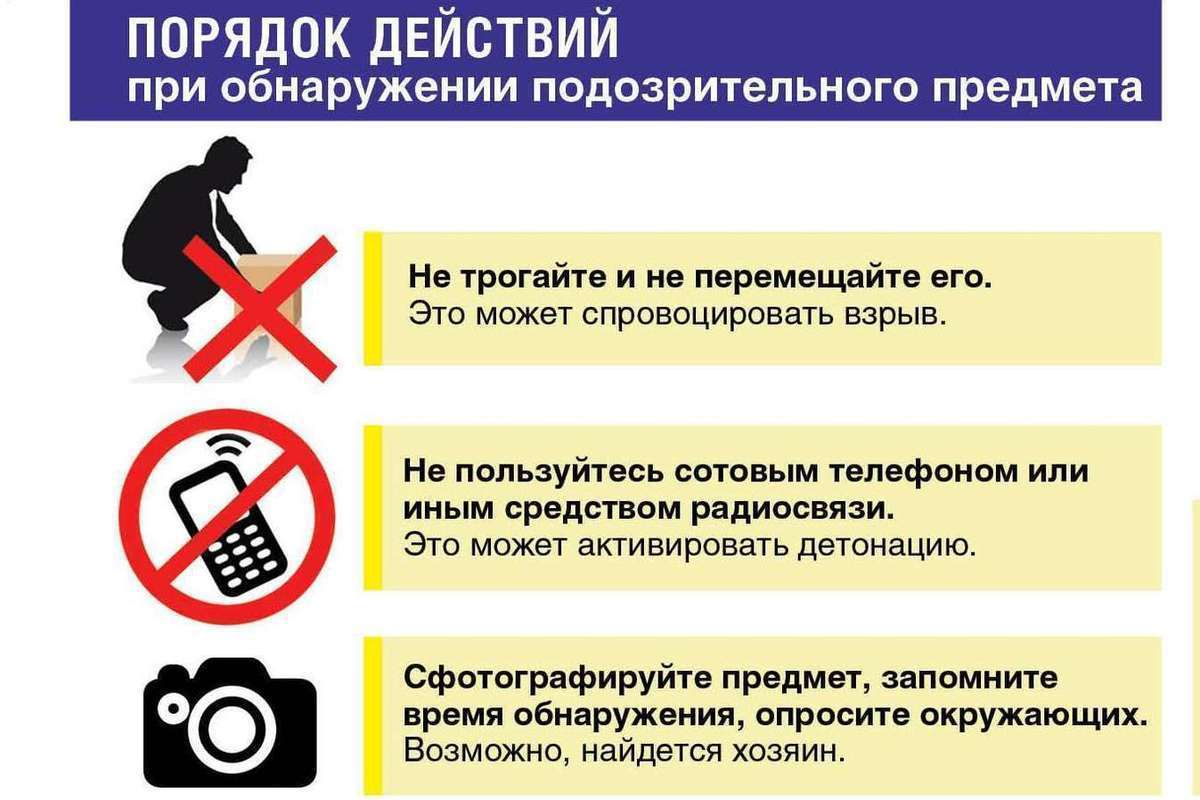 ПОРЯДОК ДЕЙСТВИЙ
при обнаружении подозрительного предмета
Не трогайте и не перемещайте его.
Это может спровоцировать взрыв.
Не пользуйтесь сотовым телефоном или
иным средством радиосвязи.
Это может активировать детонацию.
Сфотографируйте предмет, запомните
время обнаружения, опросите окружающих.
Возможно, найдется хозяин.